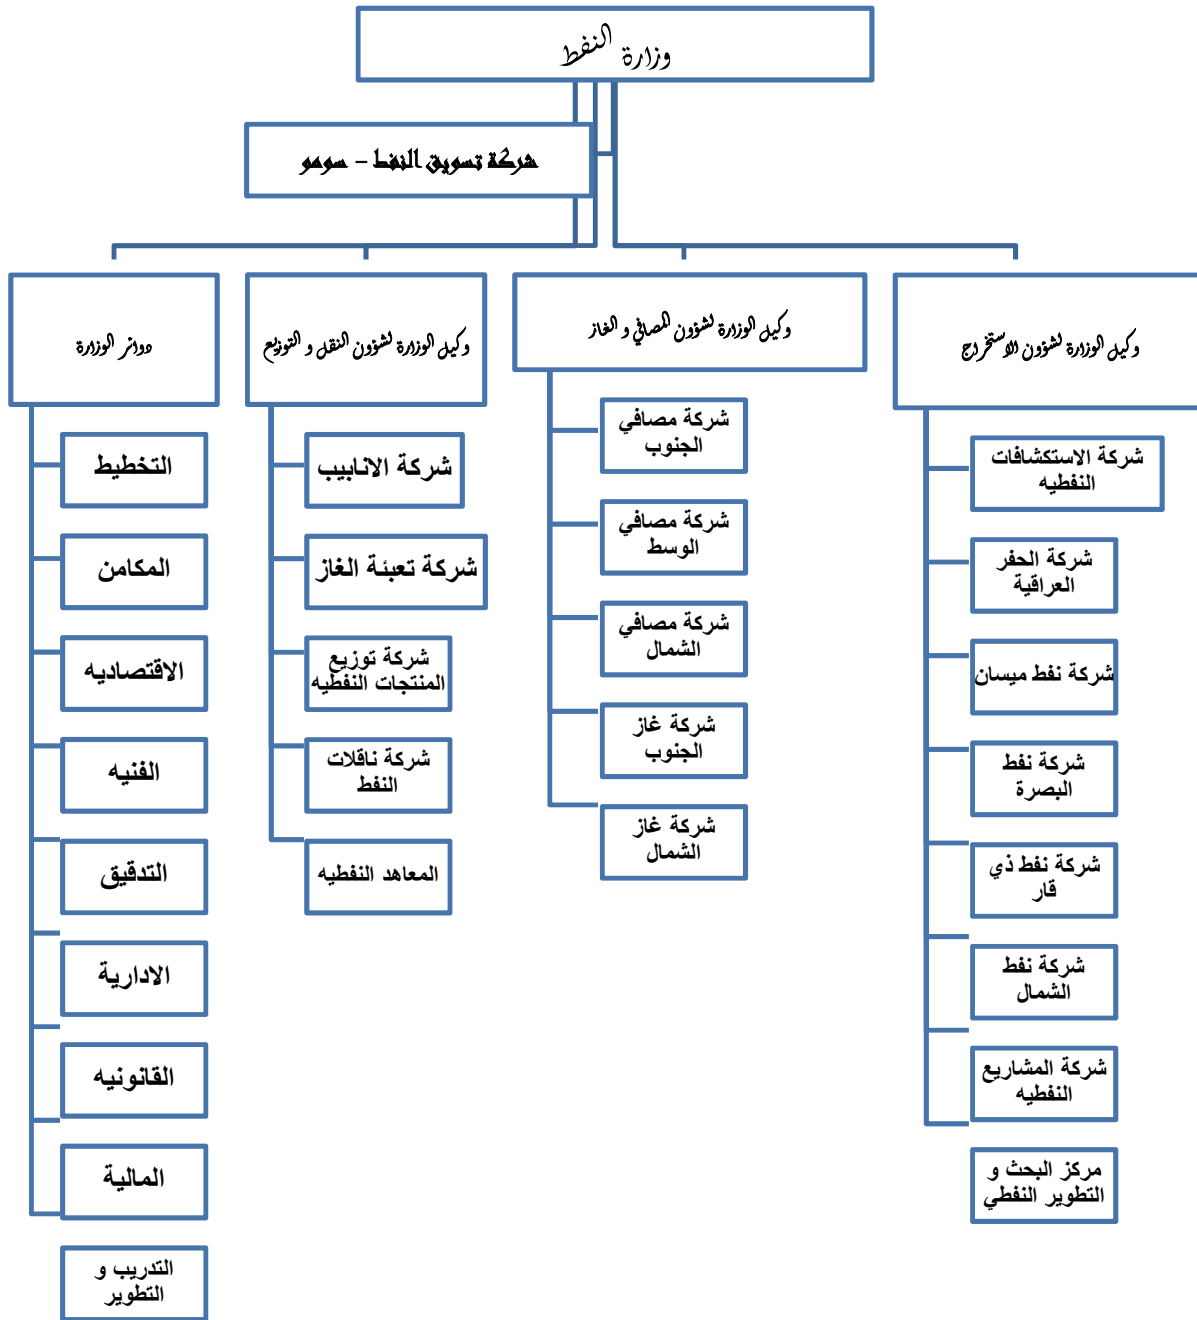 وزارة النفط
شركة تسويق النفط – سومو
وكيل الوزارة لشؤون الاستخراج
شركة الاستكشافات
النفطيه
شركة الحفر
العراقية
شركة نفط ميسان
شركة نفط
البصرة
شركة نفط ذي
قار
شركة نفط
الشمال
شركة المشاريع
النفطيه
مركز البحث و
التطوير النفطي
وكيل الوزارة لشؤون المصافي و الغاز
شركة مصافي
الجنوب
شركة مصافي
الوسط
شركة مصافي
الشمال
شركة غاز
الجنوب
شركة غاز
الشمال
وكيل الوزارة لشؤون النقل و التوزيع
شركة الانابيب
شركة تعبئة الغاز
شركة توزيع
المنتجات النفطيه
شركة ناقلات
النفط
المعاهد النفطيه
دوائر الوزارة
التخطيط
المكامن
الاقتصاديه
الفنيه
التدقيق
الادارية
القانونيه
المالية
التدريب و
التطوير